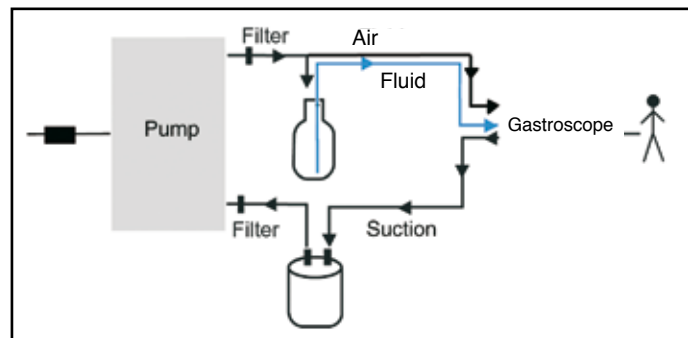 Filter
Air
Fluid
Pump
Gastroscope
Filter
Suction